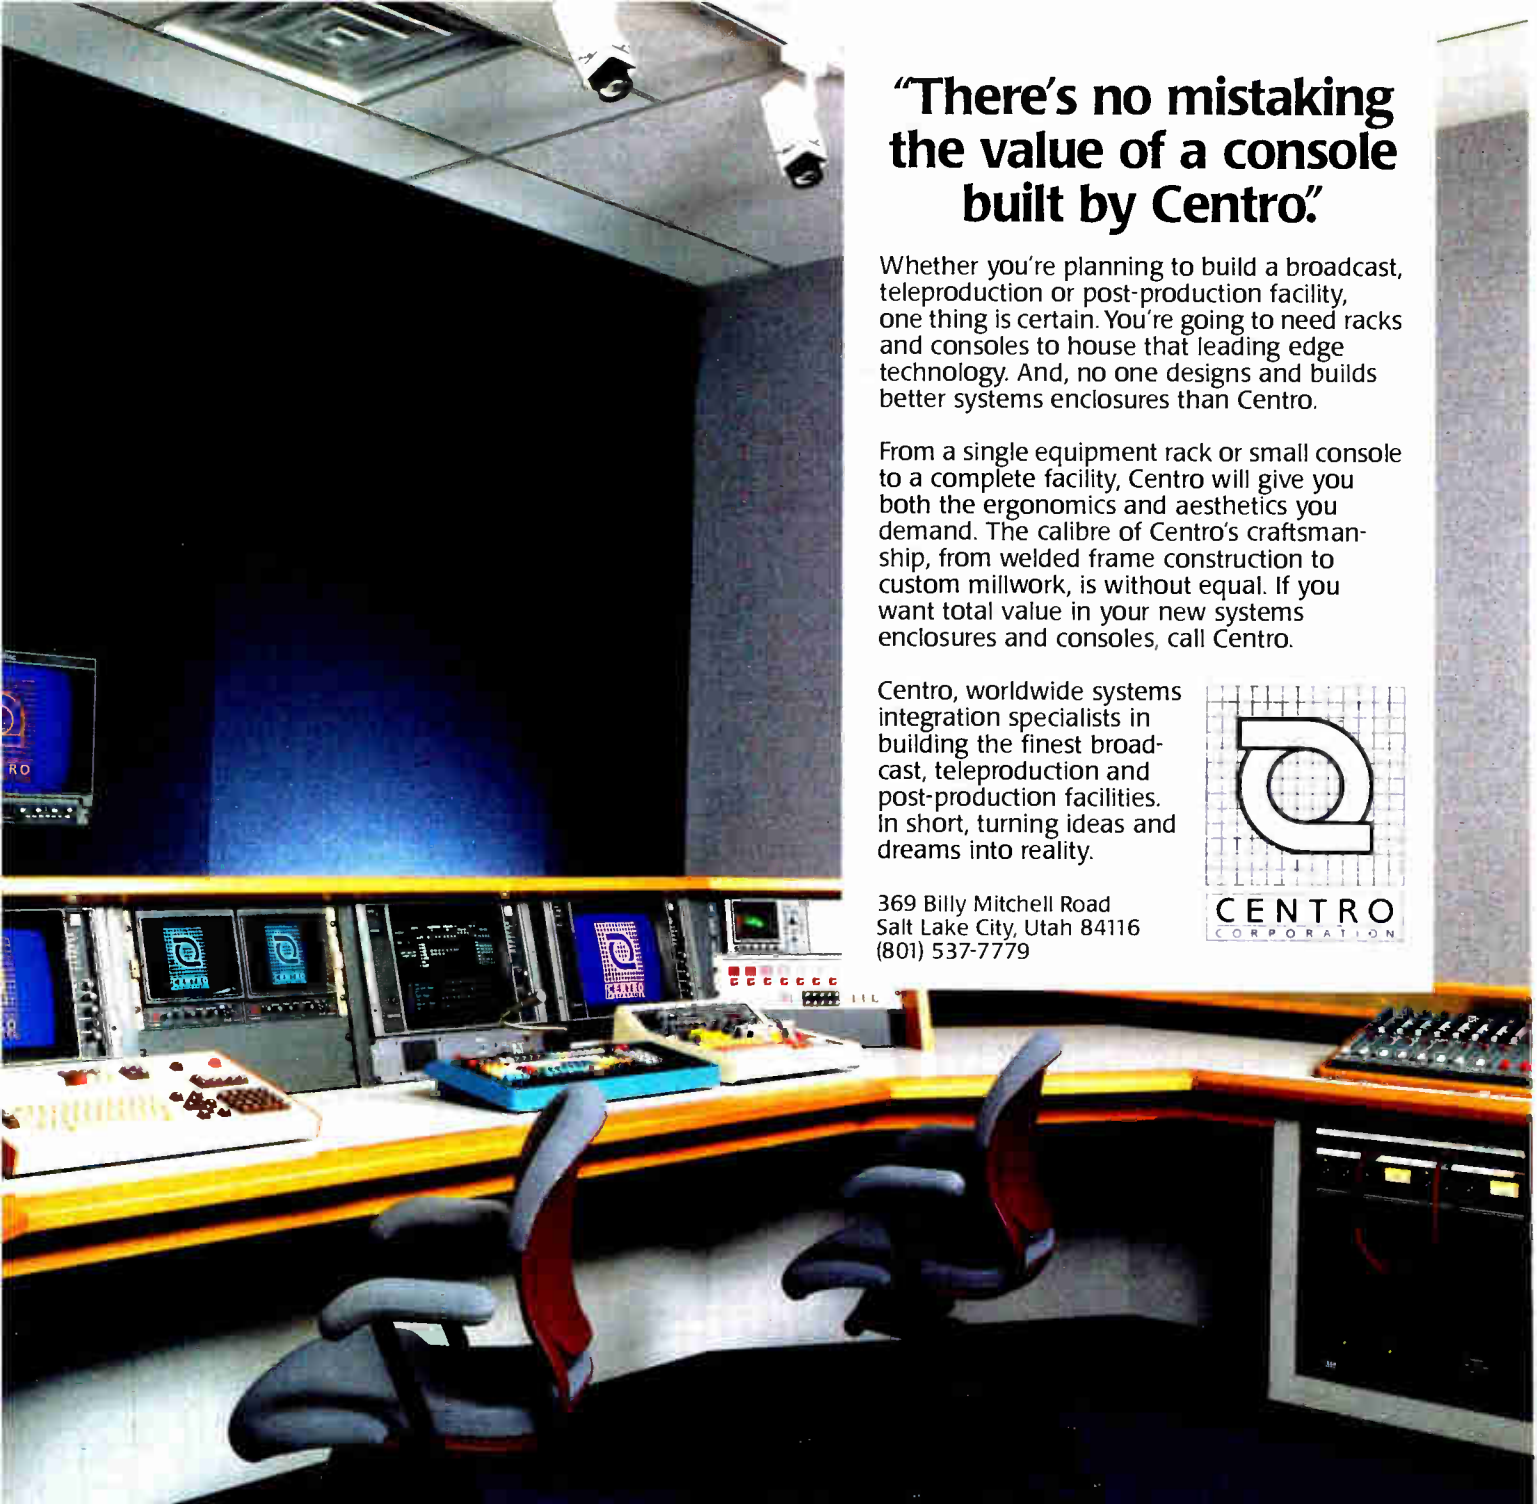 “There's no mistaking
the value of a console
built by Centro.”
Whether you're planning to build a broadcast,
teleproduction or post-production facility,
one thing is certain. You're going to need racks
and consoles to house that leading edge
technology. And, no one designs and builds
better systems enclosures than Centro.
From a single equipment rack or small console
to a complete facility, Centro will give you
both the ergonomics and aesthetics you
demand. The calibre of Centro's craftsman-
ship, from welded frame construction to
custom millwork, is without equal. If you
want total value in your new systems
enclosures and consoles, call Centro.
Centro, worldwide systems
integration specialists in
building the finest broad-
cast, teleproduction and
post-production facilities.
In short, turning ideas and
dreams into reality.
369 Billy Mitchell Road
Salt Lake City, Utah 84116
(801) 537-7779
CENTRO
CORPORATION
RO
CENTRO
CENTRO
CENTRO